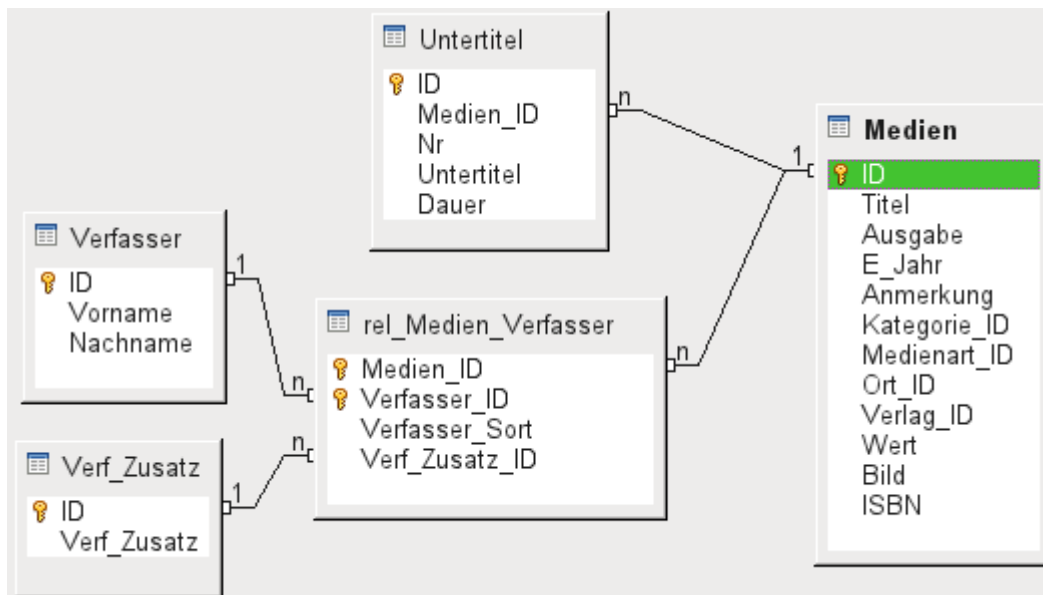 Untertitel
ID
Medien_ID
Nr
Untertitel
Dauer
n
1
Medien
ID
Titel
Ausgabe
E_Jahr
Anmerkung
Kategorie_ID
Medienart_ID
Ort_ID
Verlag_ID
Wert
Bild
ISBN
Verfasser
ID
Vorname
Nachname
1
n
rel_Medien_Verfasser
Medien_ID
Verfasser_ID
Verfasser_Sort
Verf_Zusatz_ID
n
n
Verf_Zusatz
ID
Verf_Zusatz
1